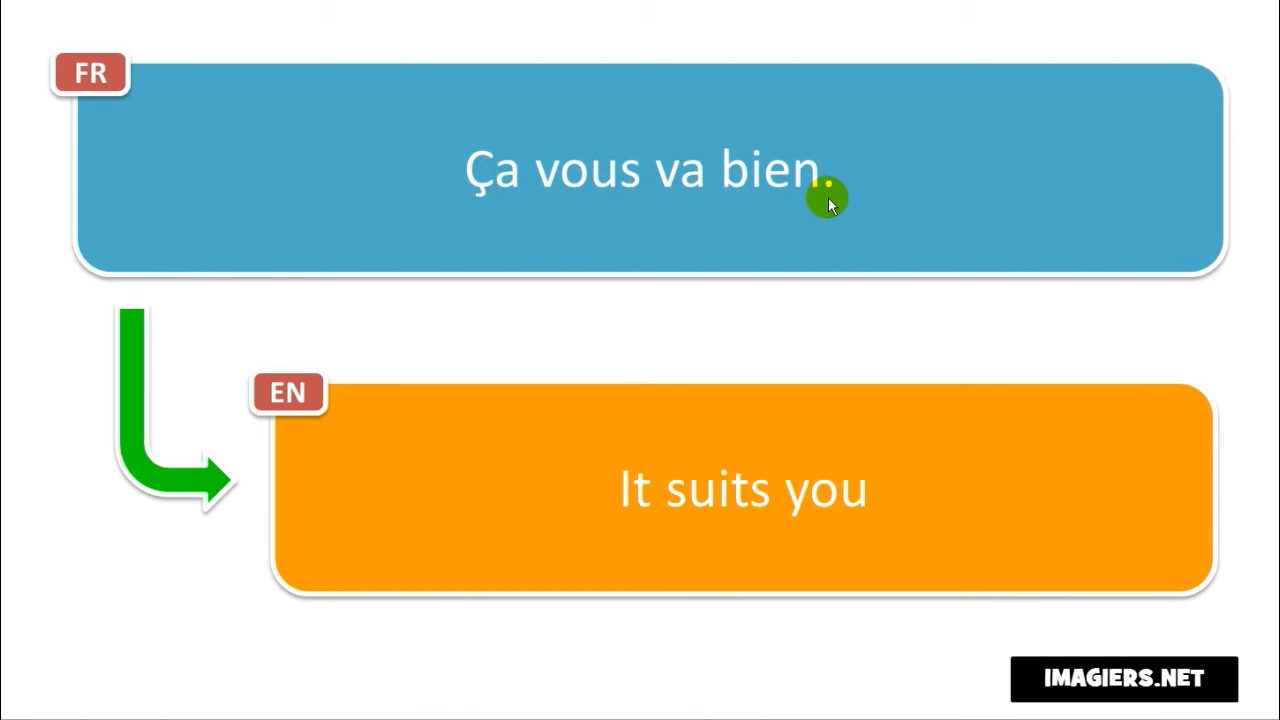 FR
Ça vous va bien.
EN
It suits you
IMAGIERS.NET